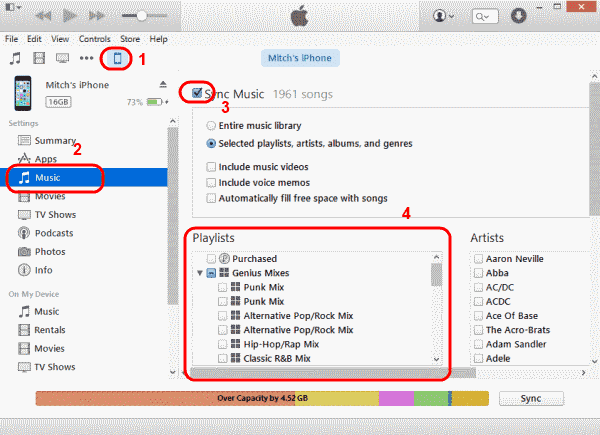 File Edit View Controls Store Help
1
Mitch's iPhone
Mitch's iPhone
16GB
73%
Settings
2
Summary
Apps
Music
Movies
TV Shows
Podcasts
Photos
Info
On My Device
Music
Rentals
Movies
TV Shows
Sync Music 1961 songs
3
Entire music library
Selected playlists, artists, albums, and genres
Include music videos
Include voice memos
Automatically fill free space with songs
4
Playlists
Purchased
Genius Mixes
Punk Mix
Punk Mix
Alternative Pop/Rock Mix
Alternative Pop/Rock Mix
Hip-Hop/Rap Mix
Classic R&B Mix
Artists
Aaron Neville
Abba
AC/DC
ACDC
Ace Of Base
The Acro-Brats
Adam Sandler
Adele
Over Capacity by 4.52 GB
Sync